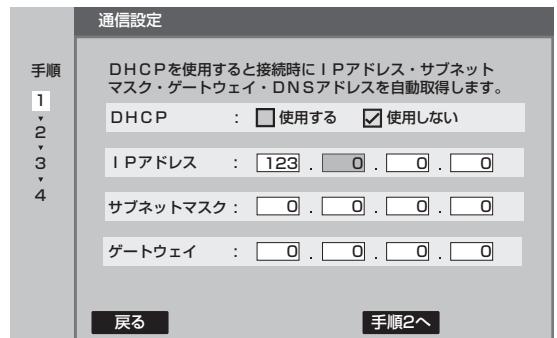 通信設定
手順
1
2
3
4
DHCPを使用すると接続時にIPアドレス・サブネット
マスク・ゲートウェイ・DNSアドレスを自動取得します。
DHCP : 使用する 使用しない
IPアドレス : 123 . 0 . 0 . 0
サブネットマスク : 0 . 0 . 0 . 0
ゲートウェイ : 0 . 0 . 0 . 0
戻る 手順2へ